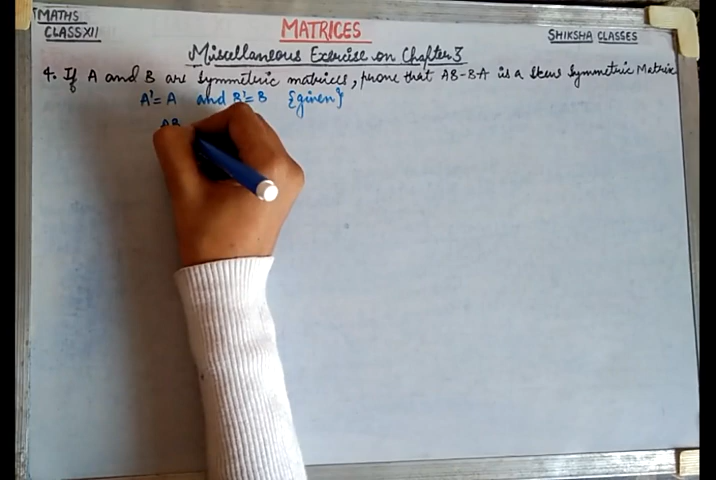 MATHS
CLASS XII
MATRICES
SHIKSHA CLASSES
Miscellaneous Exercise on Chapter 3
4. If A and B are symmetric matrices, prove that AB-BA is a Skew Symmetric Matrix
A'= A and B'= B {given}
AB